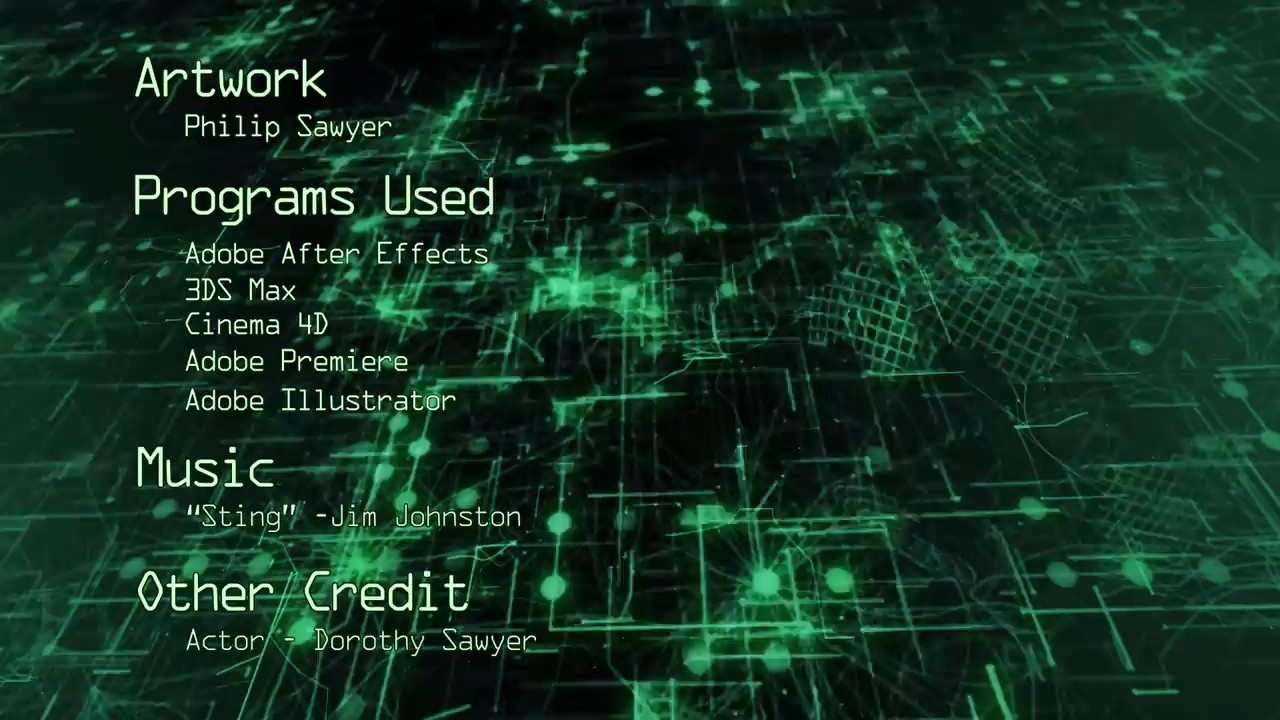 Artwork
Philip Sawyer
Programs Used
Adobe After Effects
3DS Max
Cinema 4D
Adobe Premiere
Adobe Illustrator
Music
“Sting” -Jim Johnston
Other Credit
Actor - Dorothy Sawyer